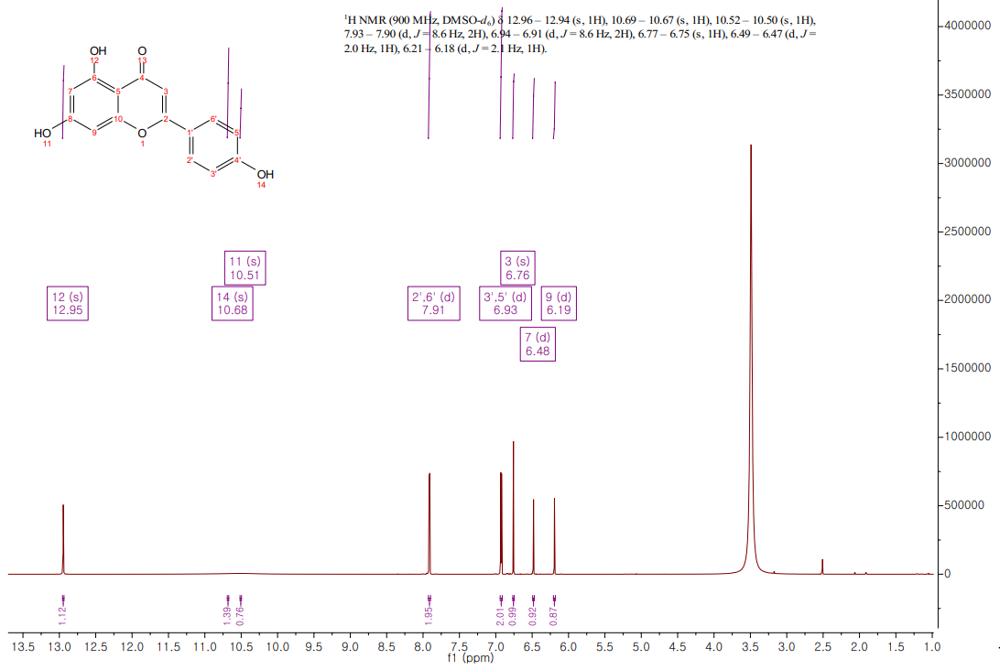 ¹H NMR (900 MHz, DMSO-d₆) δ 12.96 – 12.94 (s, 1H), 10.69 – 10.67 (s, 1H), 10.52 – 10.50 (s, 1H),
7.93 – 7.90 (d, J = 8.6 Hz, 2H), 6.94 – 6.91 (d, J = 8.6 Hz, 2H), 6.77 – 6.75 (s, 1H), 6.49 – 6.47 (d, J =
2.0 Hz, 1H), 6.21 – 6.18 (d, J = 2.1 Hz, 1H).
OH
12
O
13
6
4
7
5
3
8
10
2
6'
HO
11
9
O
1
1'
5'
2'
4'
3'
OH
14
11 (s)
10.51
3 (s)
6.76
12 (s)
12.95
14 (s)
10.68
2',6' (d)
7.91
3',5' (d)
6.93
9 (d)
6.19
7 (d)
6.48
4000000
3500000
3000000
2500000
2000000
1500000
1000000
500000
0
1.12
1.39
0.76
1.95
2.01
0.99
0.92
0.87
13.5 13.0 12.5 12.0 11.5 11.0 10.5 10.0 9.5 9.0 8.5 8.0 7.5 7.0 6.5 6.0 5.5 5.0 4.5 4.0 3.5 3.0 2.5 2.0 1.5 1.0
f1 (ppm)